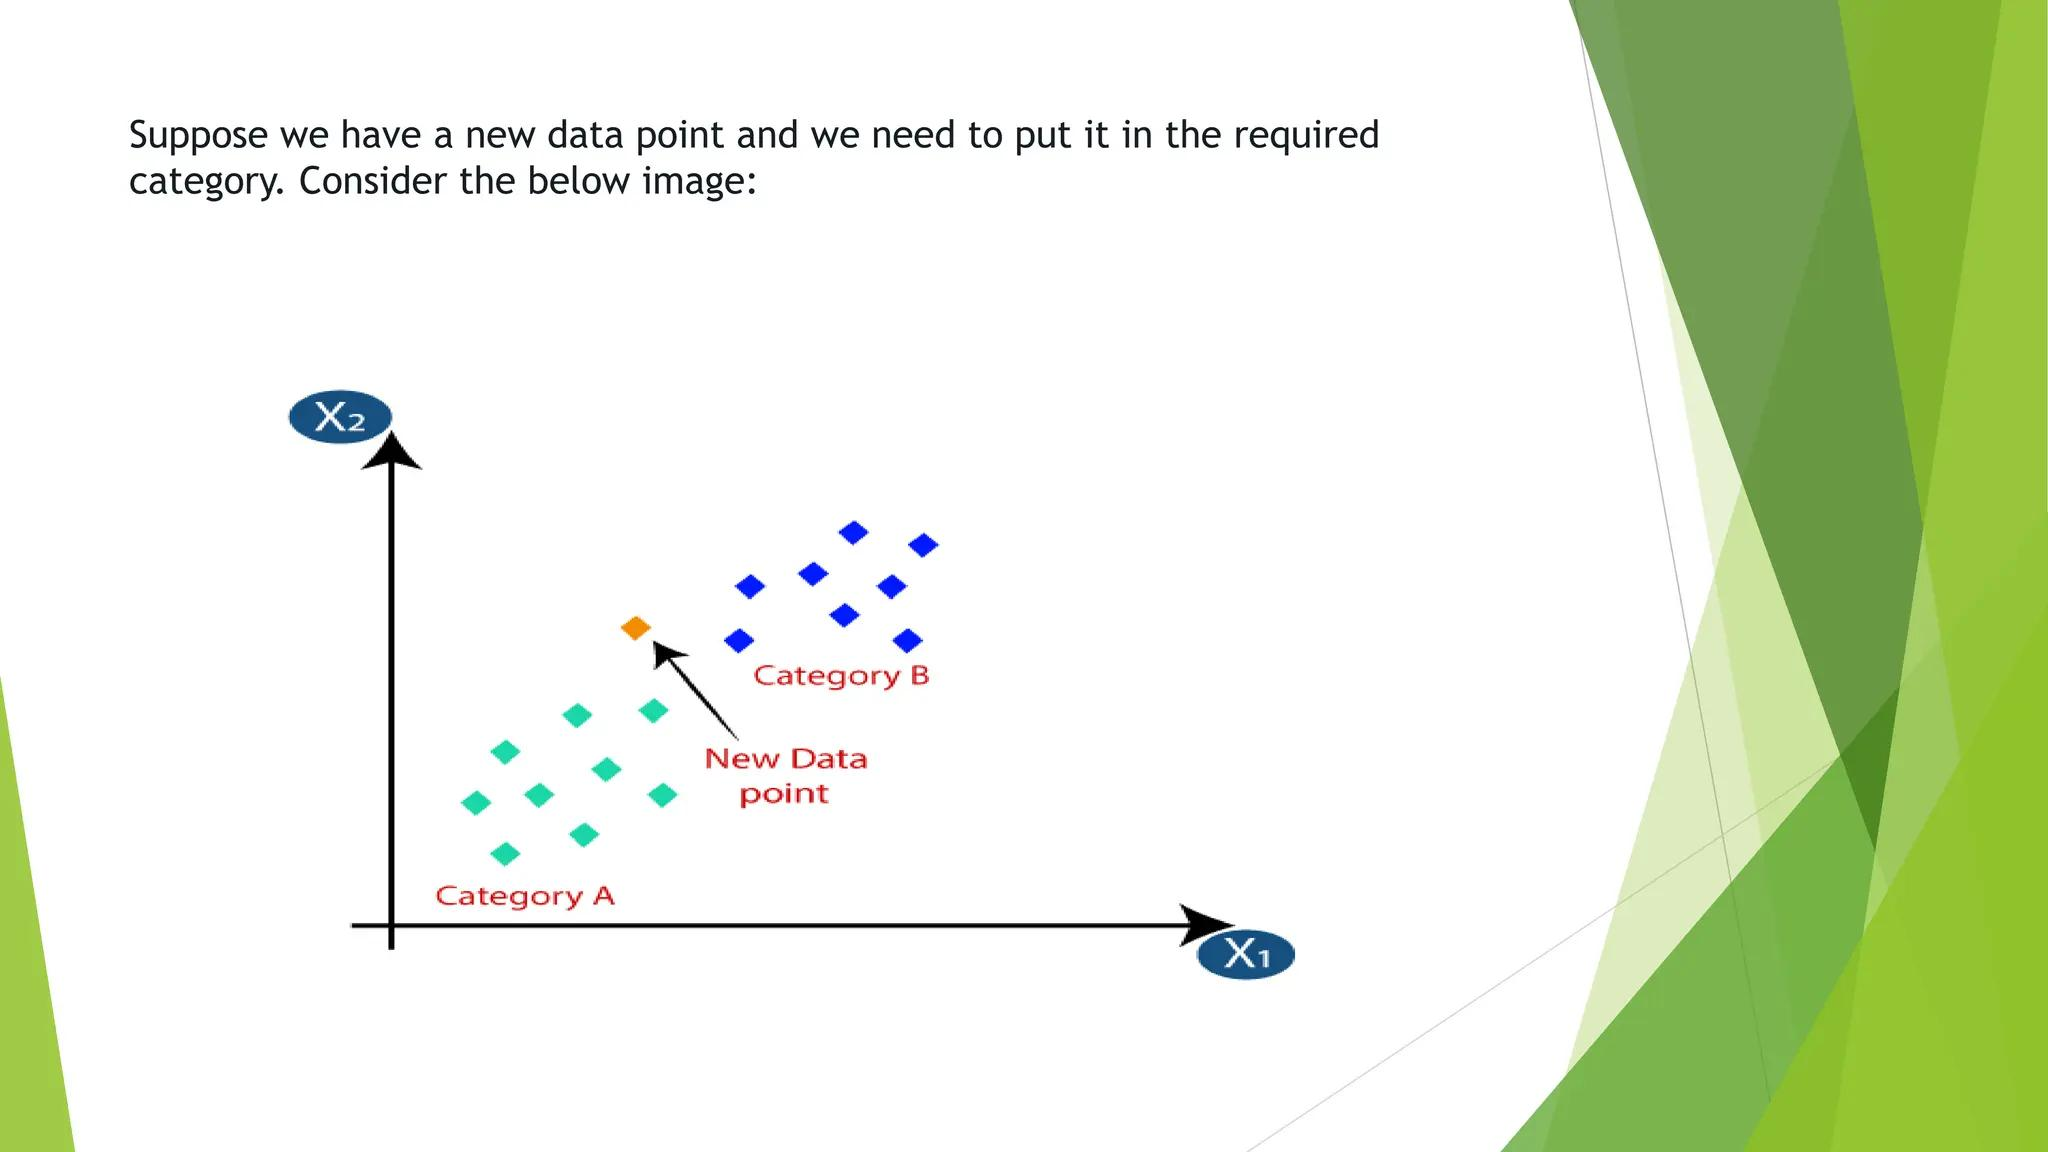 Suppose we have a new data point and we need to put it in the required
category. Consider the below image:
X₂
Category B
New Data
point
Category A
X₁